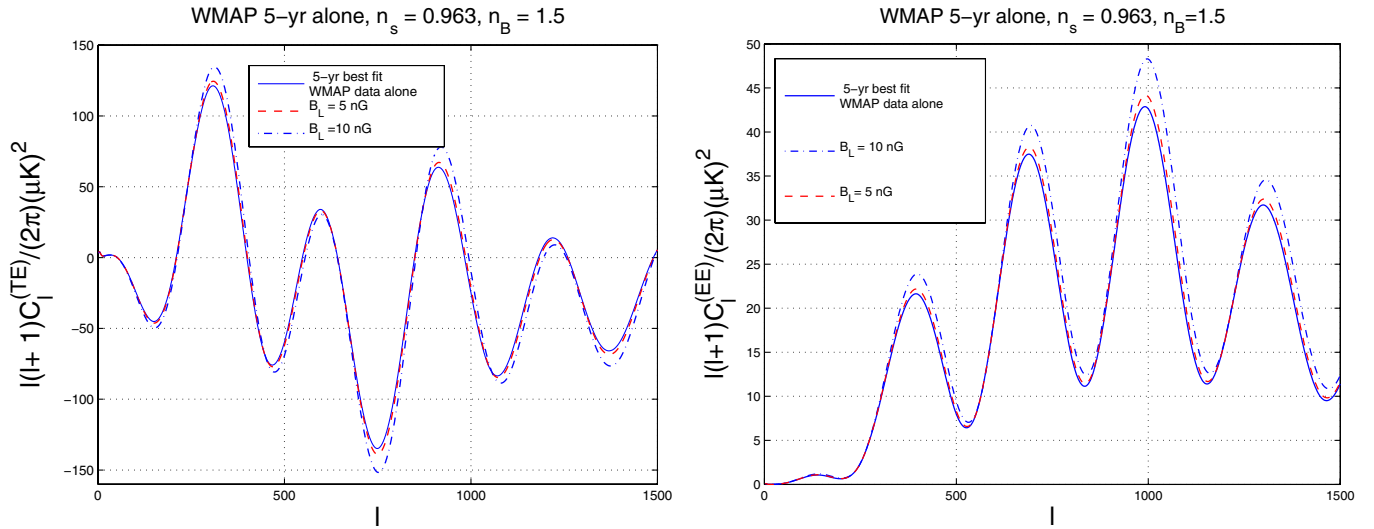 WMAP 5-yr alone, n_s = 0.963, n_B = 1.5
l(l+ 1)C_l^(TE)/(2π)(μK)^2
150
100
50
0
−50
−100
−150
5-yr best fit
WMAP data alone
B_L = 5 nG
B_L =10 nG
0
500
1000
1500
l
WMAP 5-yr alone, n_s = 0.963, n_B=1.5
l(l+1)C_l^(EE)/(2π)(μK)^2
50
45
40
35
30
25
20
15
10
5
0
5-yr best fit
WMAP data alone
B_L = 10 nG
B_L= 5 nG
0
500
1000
1500
l